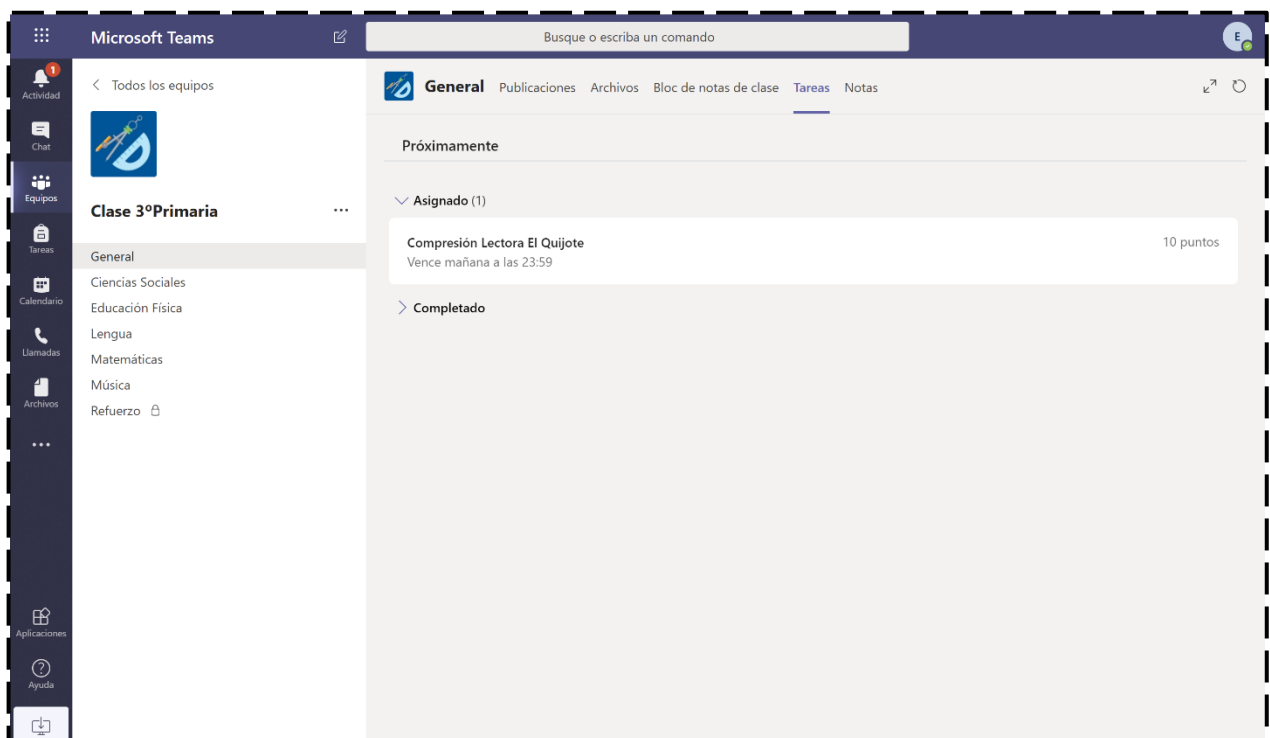 Microsoft Teams
Busque o escriba un comando
E
1
Actividad
Chat
Equipos
Tareas
Calendario
Llamadas
Archivos
Aplicaciones
Ayuda
Todos los equipos
Clase 3ºPrimaria
General
Ciencias Sociales
Educación Física
Lengua
Matemáticas
Música
Refuerzo
General Publicaciones Archivos Bloc de notas de clase Tareas Notas
Próximamente
Asignado (1)
Compresión Lectora El Quijote 10 puntos
Vence mañana a las 23:59
Completado